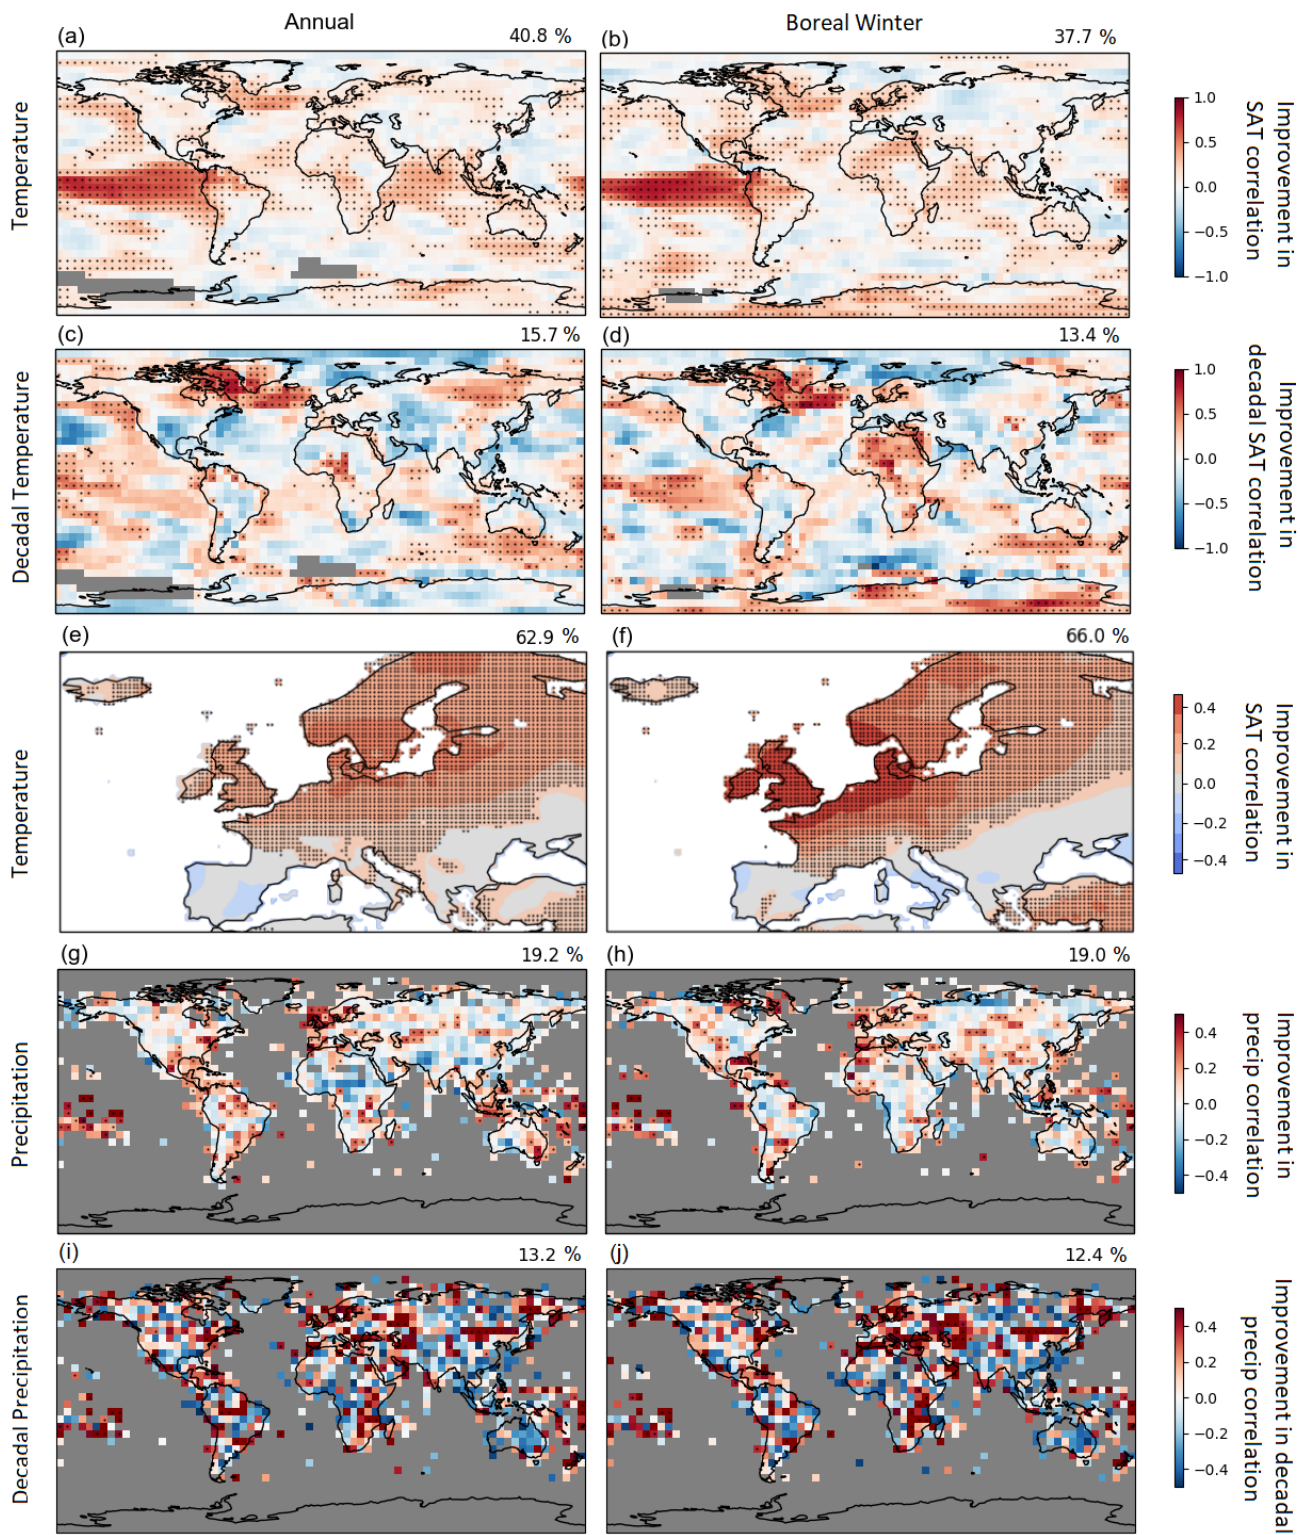 Annual
Boreal Winter
(a)
40.8 %
(b)
37.7 %
Temperature
1.0
0.5
0.0
−0.5
−1.0
Improvement in
SAT correlation
(c)
15.7 %
(d)
13.4 %
Decadal Temperature
1.0
0.5
0.0
−0.5
−1.0
Improvement in
decadal SAT correlation
(e)
62.9 %
(f)
66.0 %
Temperature
0.4
0.2
0.0
−0.2
−0.4
Improvement in
SAT correlation
(g)
19.2 %
(h)
19.0 %
Precipitation
0.4
0.2
0.0
−0.2
−0.4
Improvement in
precip correlation
(i)
13.2 %
(j)
12.4 %
Decadal Precipitation
0.4
0.2
0.0
−0.2
−0.4
Improvement in decadal
precip correlation